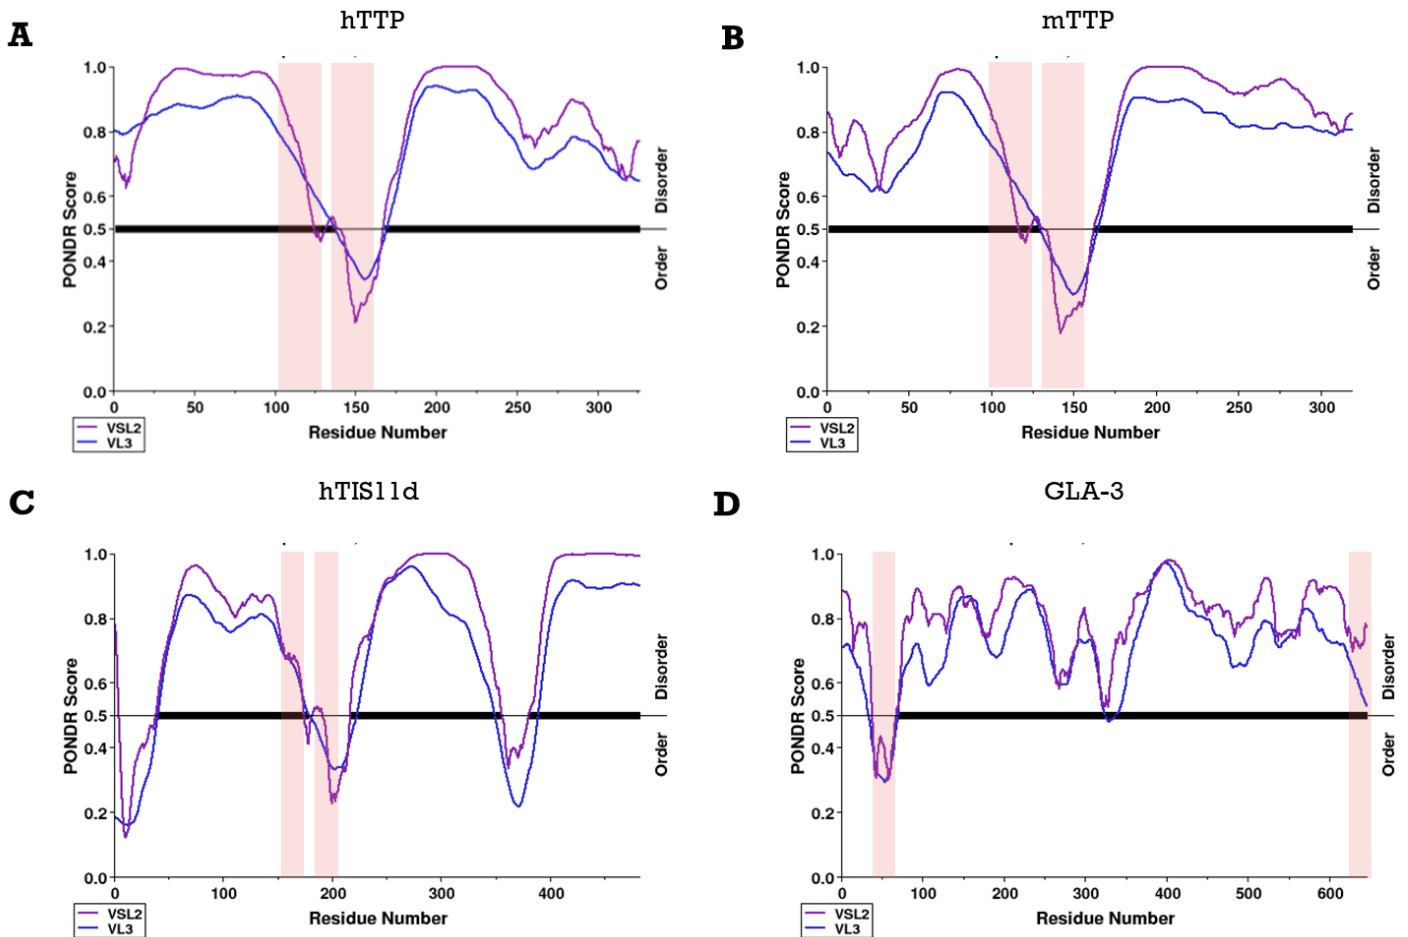 A
hTTP
PONDR Score
1.0
0.8
0.6
0.5
0.4
0.2
0.0
0 50 100 150 200 250 300
Residue Number
Disorder
Order
VSL2
VL3
B
mTTP
PONDR Score
1.0
0.8
0.6
0.5
0.4
0.2
0.0
0 50 100 150 200 250 300
Residue Number
Disorder
Order
VSL2
VL3
C
hTIS11d
PONDR Score
1.0
0.8
0.6
0.5
0.4
0.2
0.0
0 100 200 300 400
Residue Number
Disorder
Order
VSL2
VL3
D
GLA-3
PONDR Score
1.0
0.8
0.6
0.5
0.4
0.2
0.0
0 100 200 300 400 500 600
Residue Number
Disorder
Order
VSL2
VL3